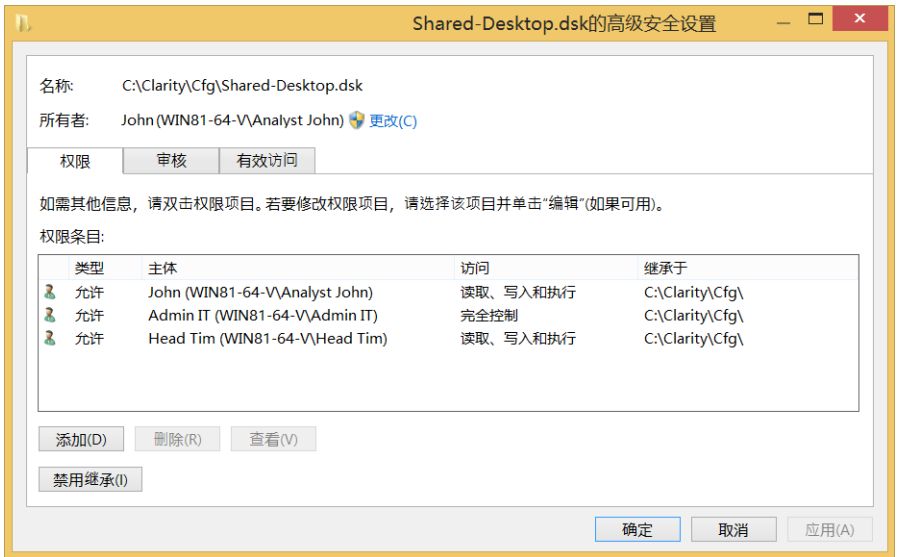 Shared-Desktop.dsk的高级安全设置
名称: C:\Clarity\Cfg\Shared-Desktop.dsk
所有者: John (WIN81-64-V\Analyst John) 更改(C)
权限 审核 有效访问
如需其他信息，请双击权限项目。若要修改权限项目，请选择该项目并单击“编辑”(如果可用)。
权限条目:
类型 主体 访问 继承于
允许 John (WIN81-64-V\Analyst John) 读取、写入和执行 C:\Clarity\Cfg\
允许 Admin IT (WIN81-64-V\Admin IT) 完全控制 C:\Clarity\Cfg\
允许 Head Tim (WIN81-64-V\Head Tim) 读取、写入和执行 C:\Clarity\Cfg\
添加(D) 删除(R) 查看(V)
禁用继承(I)
确定 取消 应用(A)